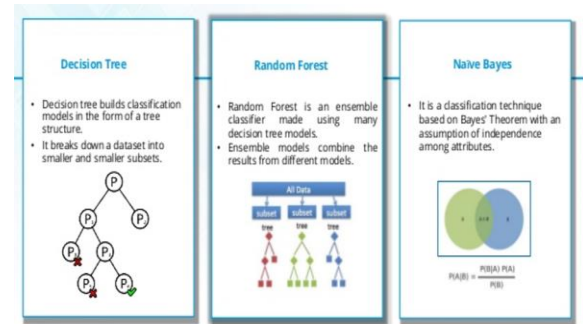 Decision Tree
• Decision tree builds classification
models in the form of a tree
structure.
• It breaks down a dataset into
smaller and smaller subsets.
P
P
P
P
P
P
P
Random Forest
• Random Forest is an ensemble
classifier made using many
decision tree models.
• Ensemble models combine the
results from different models.
All Data
subset subset subset
tree tree tree
Naïve Bayes
• It is a classification technique
based on Bayes' Theorem with an
assumption of independence
among attributes.
P(A|B) = P(B|A) P(A)
P(B)